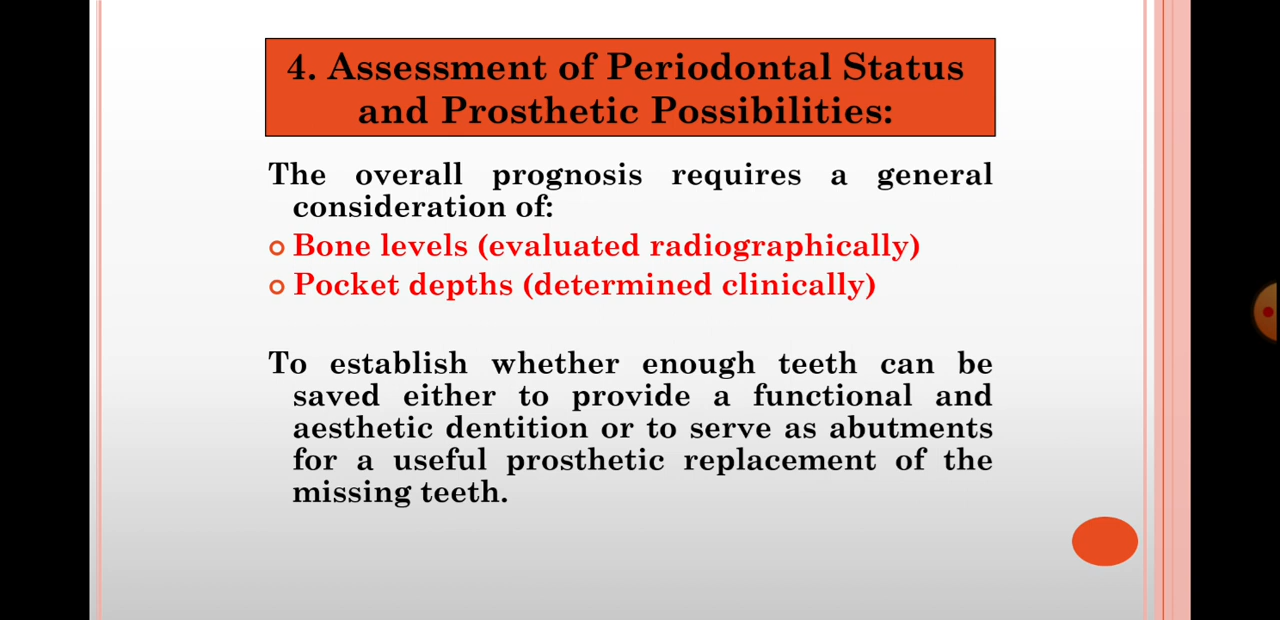 4. Assessment of Periodontal Status
and Prosthetic Possibilities:
The overall prognosis requires a general
consideration of:
Bone levels (evaluated radiographically)
Pocket depths (determined clinically)
To establish whether enough teeth can be
saved either to provide a functional and
aesthetic dentition or to serve as abutments
for a useful prosthetic replacement of the
missing teeth.